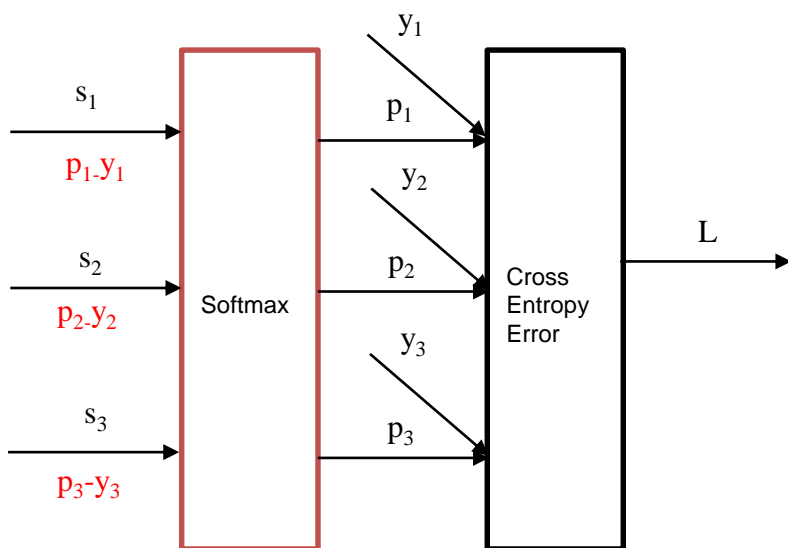 y₁
s₁
p₁
p₁-y₁
y₂
s₂
p₂
L
Softmax
Cross
Entropy
Error
p₂-y₂
y₃
s₃
p₃
p₃-y₃